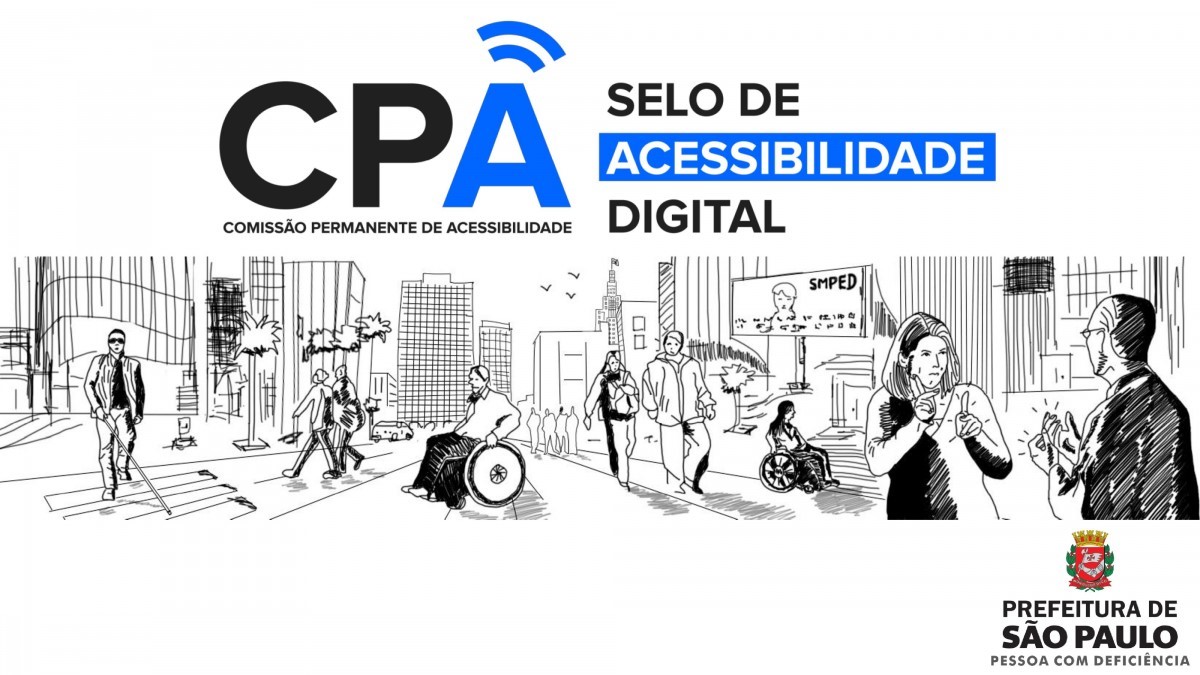 CPA
COMISSÃO PERMANENTE DE ACESSIBILIDADE
SELO DE
ACESSIBILIDADE
DIGITAL
SMPED
PREFEITURA DE
SÃO PAULO
PESSOA COM DEFICIÊNCIA